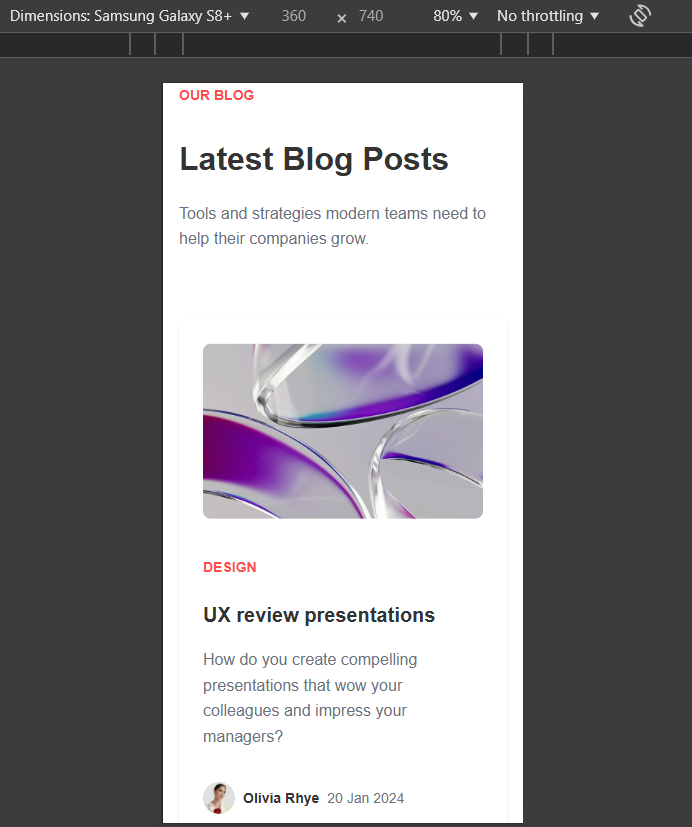 Dimensions: Samsung Galaxy S8+ ▼ 360 × 740 80% ▼ No throttling ▼
OUR BLOG
Latest Blog Posts
Tools and strategies modern teams need to
help their companies grow.
DESIGN
UX review presentations
How do you create compelling
presentations that wow your
colleagues and impress your
managers?
Olivia Rhye 20 Jan 2024